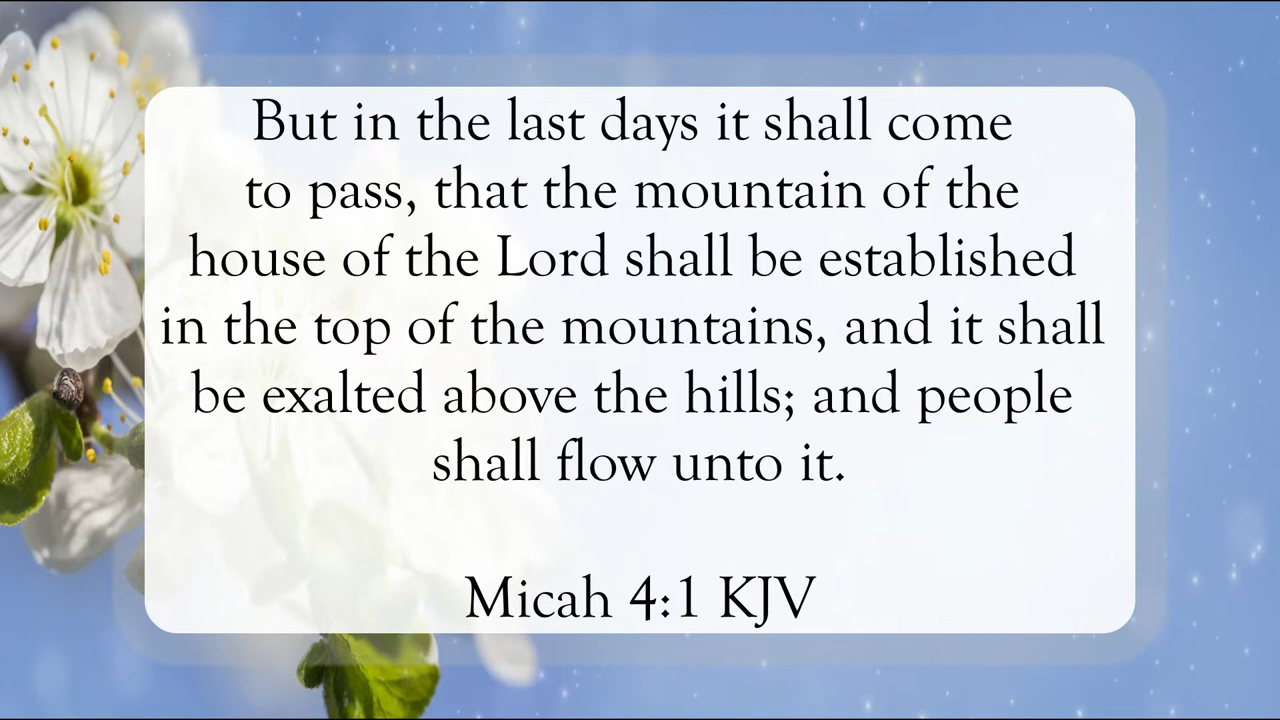 But in the last days it shall come
to pass, that the mountain of the
house of the Lord shall be established
in the top of the mountains, and it shall
be exalted above the hills; and people
shall flow unto it.
Micah 4:1 KJV